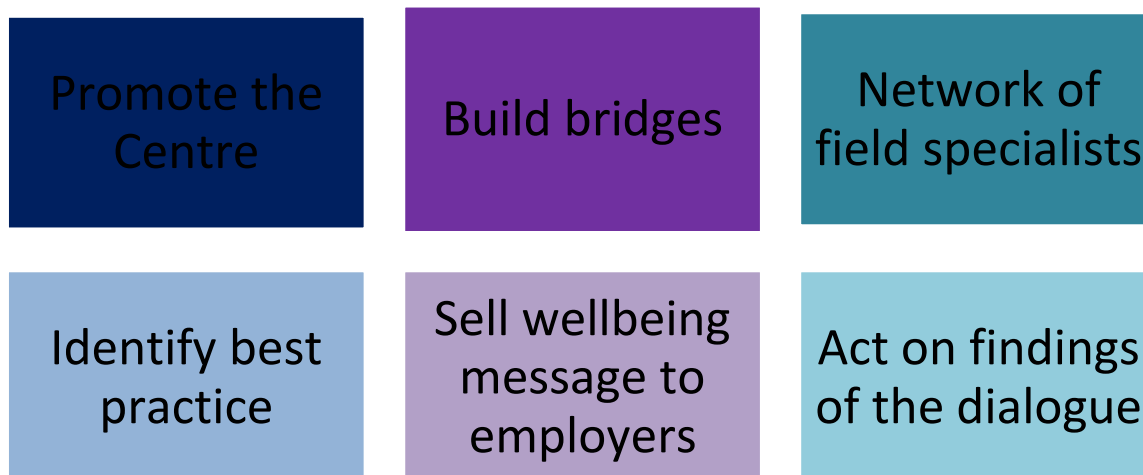 Promote the
Centre
Build bridges
Network of
field specialists
Identify best
practice
Sell wellbeing
message to
employers
Act on findings
of the dialogue